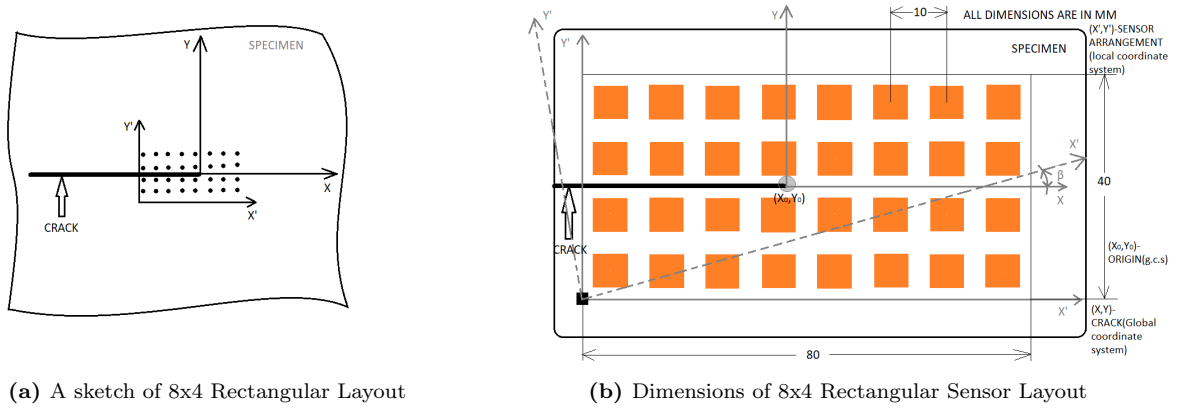 Y
SPECIMEN
Y'
X
X'
CRACK
(a) A sketch of 8x4 Rectangular Layout
Y'
Y'
Y
10
ALL DIMENSIONS ARE IN MM
(X',Y')-SENSOR
ARRANGEMENT
(local coordinate
system)
SPECIMEN
X'
β
X
40
(X₀,Y₀)
CRACK
(X₀,Y₀)-
ORIGIN(g.c.s)
X'
(X,Y)-
CRACK(Global
coordinate
system)
80
(b) Dimensions of 8x4 Rectangular Sensor Layout